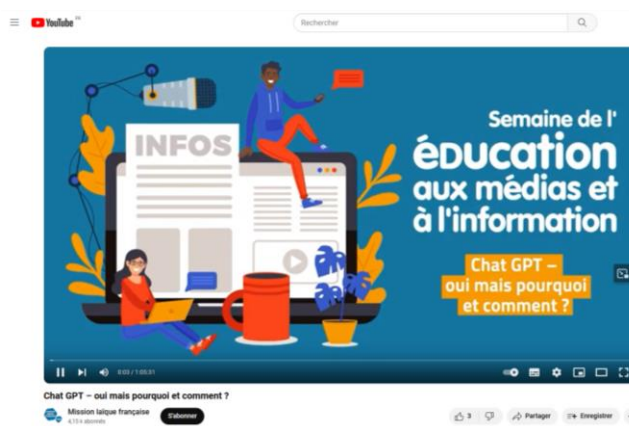 YouTube
Rechercher
INFOS
Semaine de l'
éducation
aux médias et
à l'information
Chat GPT –
oui mais pourquoi
et comment ?
Chat GPT – oui mais pourquoi et comment ?
Mission laïque française
S'abonner
3
Partager
Enregistrer